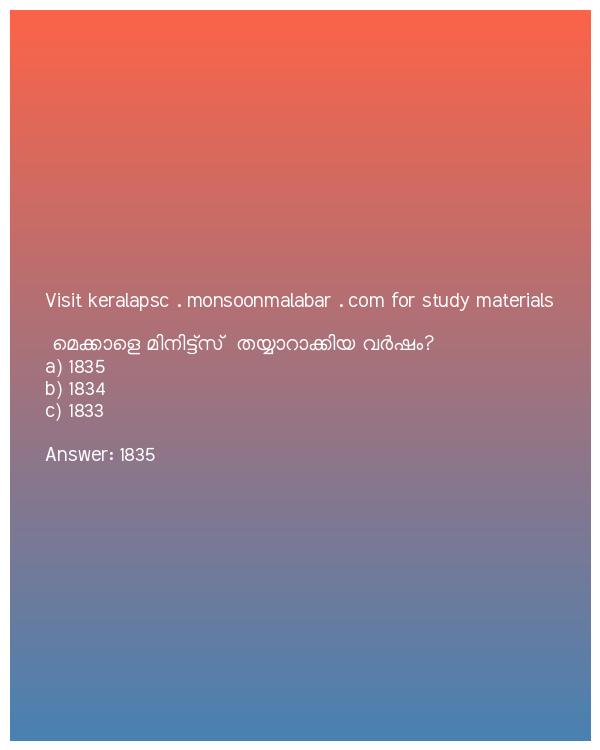 Visit keralapsc . monsoonmalabar . com for study materials
മെക്കാളെ മിനിട്ട്സ് തയ്യാറാക്കിയ വർഷം?
a) 1835
b) 1834
c) 1833
Answer: 1835